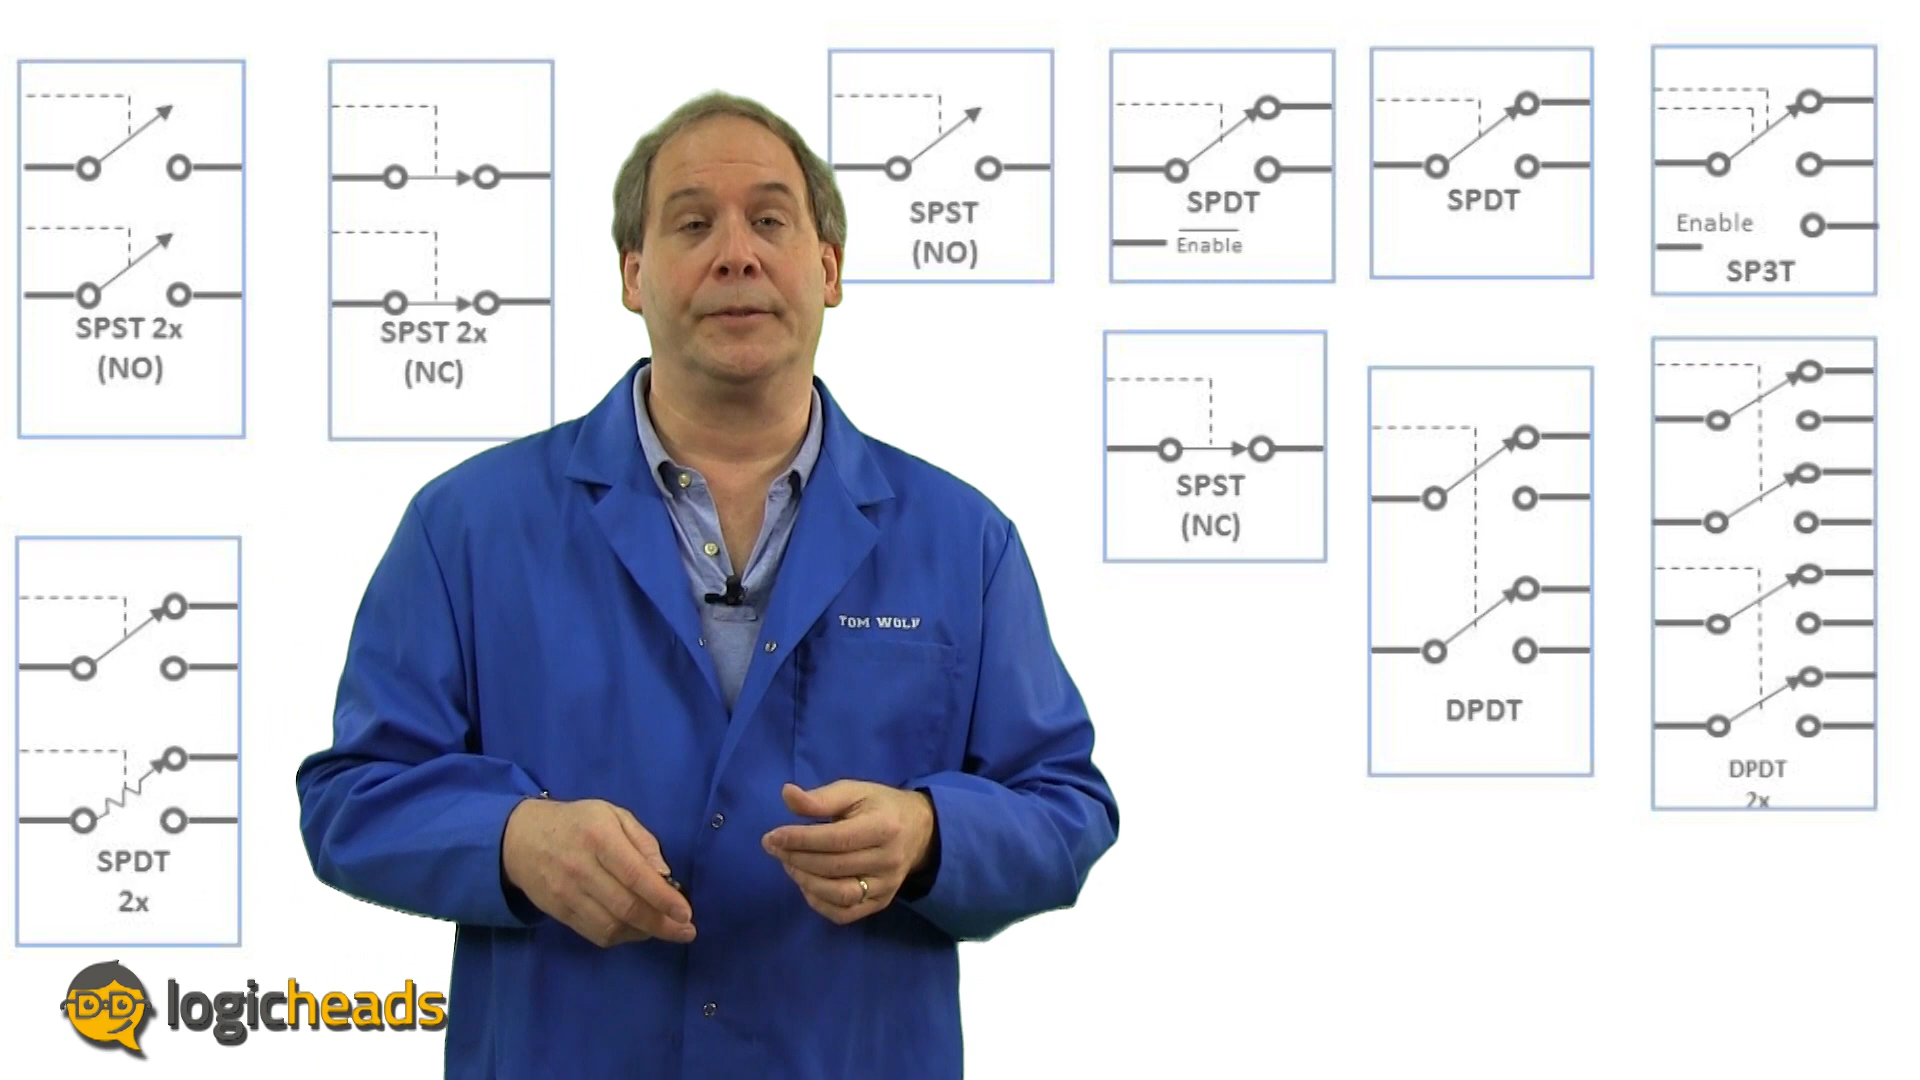 SPST 2x
(NO)
SPST 2x
(NC)
SPST
(NO)
SPDT
Enable
SPDT
Enable
SP3T
SPST
(NC)
DPDT
DPDT
2x
SPDT
2x
TOM WOLF
logicheads